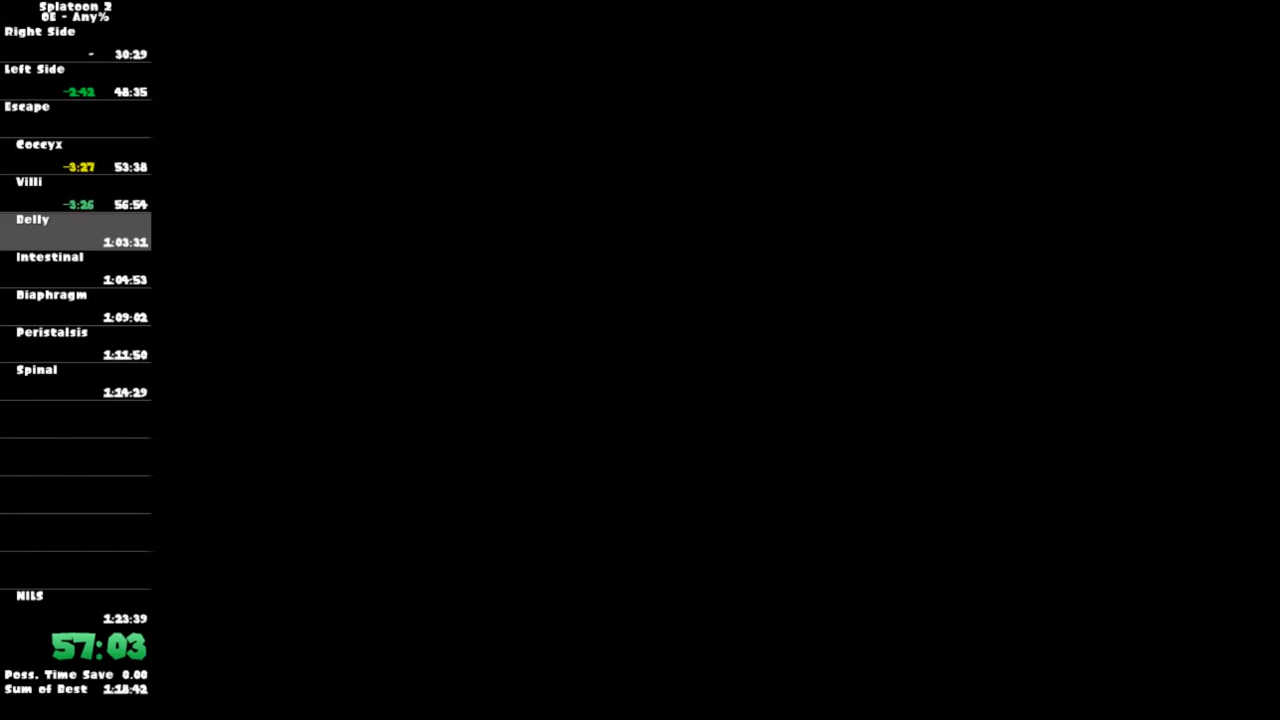 Splatoon 2
OE - Any%
Right Side
- 30:29
Left Side
-2:42 48:35
Escape
Coccyx
-3:27 53:38
Villi
-3:26 56:54
Belly
1:03:31
Intestinal
1:04:53
Diaphragm
1:09:02
Peristalsis
1:11:50
Spinal
1:14:29
NILS
1:23:39
57:03
Poss. Time Save 0.00
Sum of Best 1:18:42